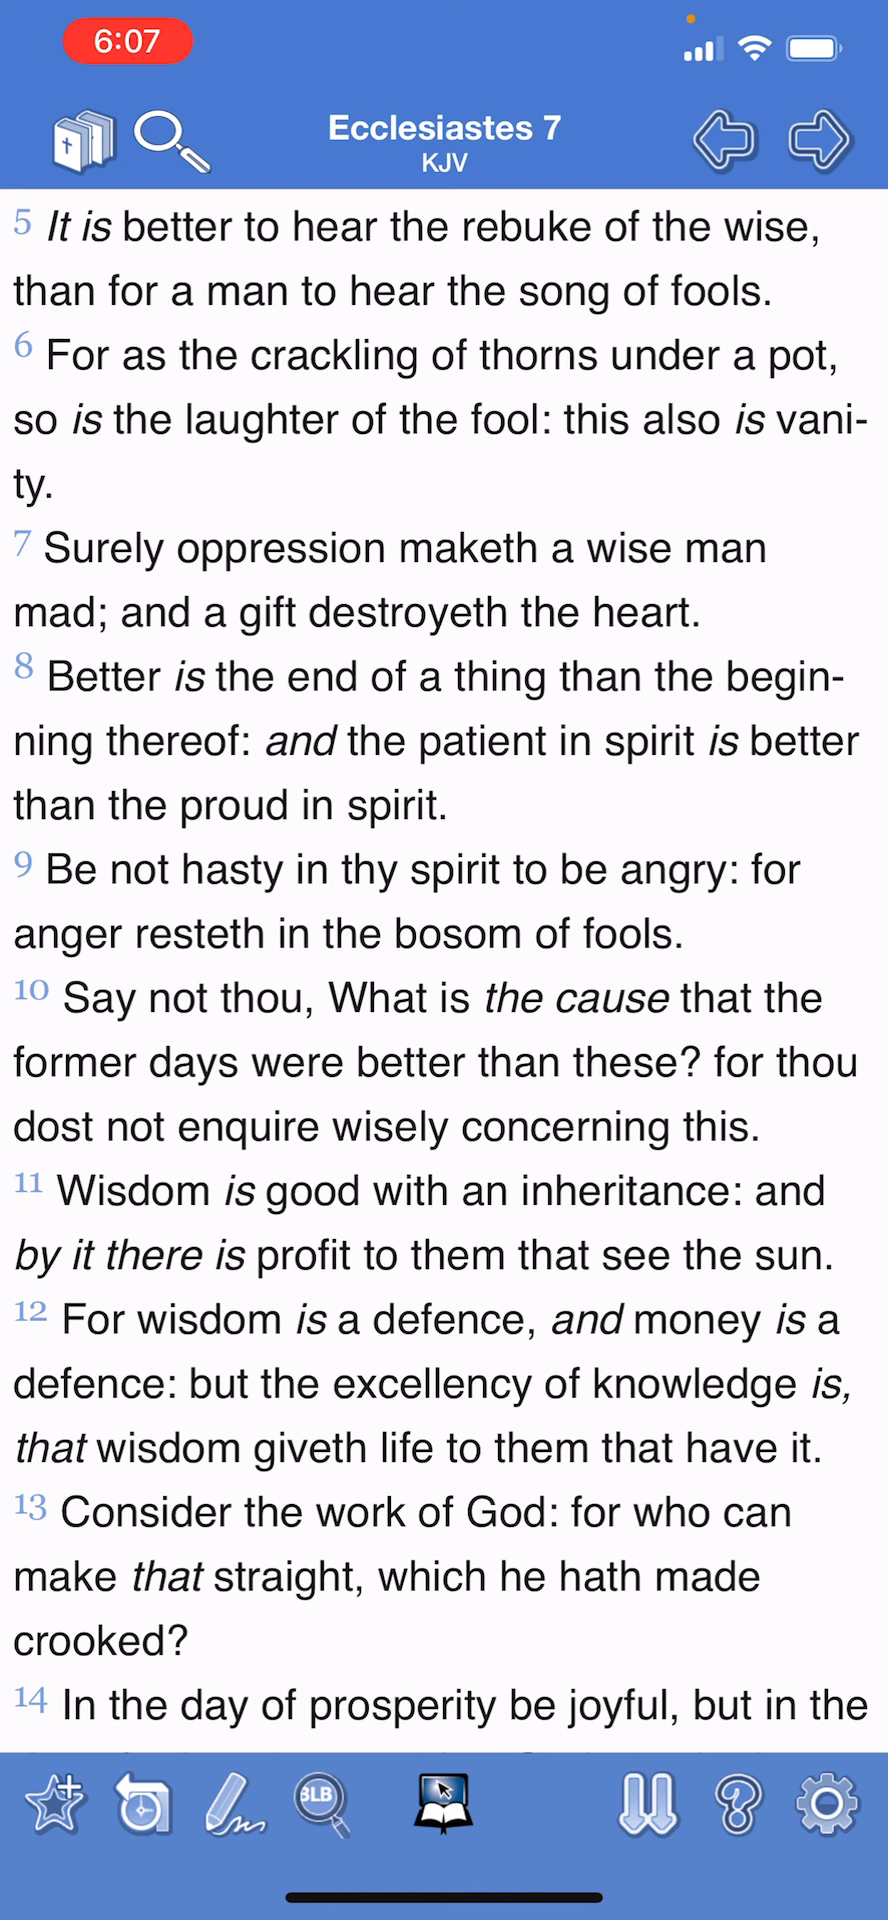 6:07
Ecclesiastes 7
KJV
5 It is better to hear the rebuke of the wise,
than for a man to hear the song of fools.
6 For as the crackling of thorns under a pot,
so is the laughter of the fool: this also is vani-
ty.
7 Surely oppression maketh a wise man
mad; and a gift destroyeth the heart.
8 Better is the end of a thing than the begin-
ning thereof: and the patient in spirit is better
than the proud in spirit.
9 Be not hasty in thy spirit to be angry: for
anger resteth in the bosom of fools.
10 Say not thou, What is the cause that the
former days were better than these? for thou
dost not enquire wisely concerning this.
11 Wisdom is good with an inheritance: and
by it there is profit to them that see the sun.
12 For wisdom is a defence, and money is a
defence: but the excellency of knowledge is,
that wisdom giveth life to them that have it.
13 Consider the work of God: for who can
make that straight, which he hath made
crooked?
14 In the day of prosperity be joyful, but in the
BLB